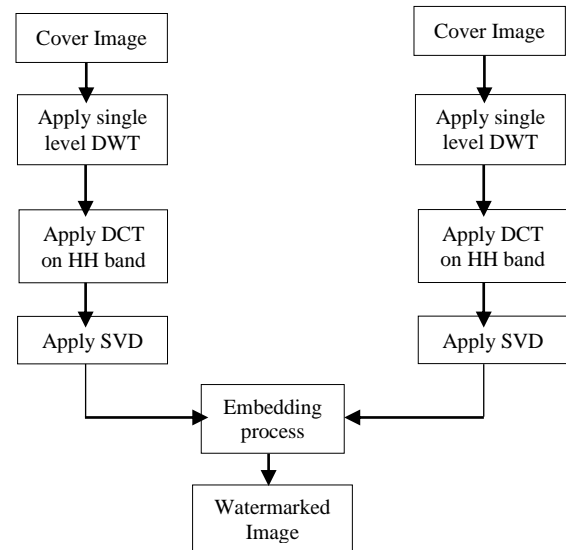 Cover Image
Apply single
level DWT
Apply DCT
on HH band
Apply SVD
Cover Image
Apply single
level DWT
Apply DCT
on HH band
Apply SVD
Embedding
process
Watermarked
Image